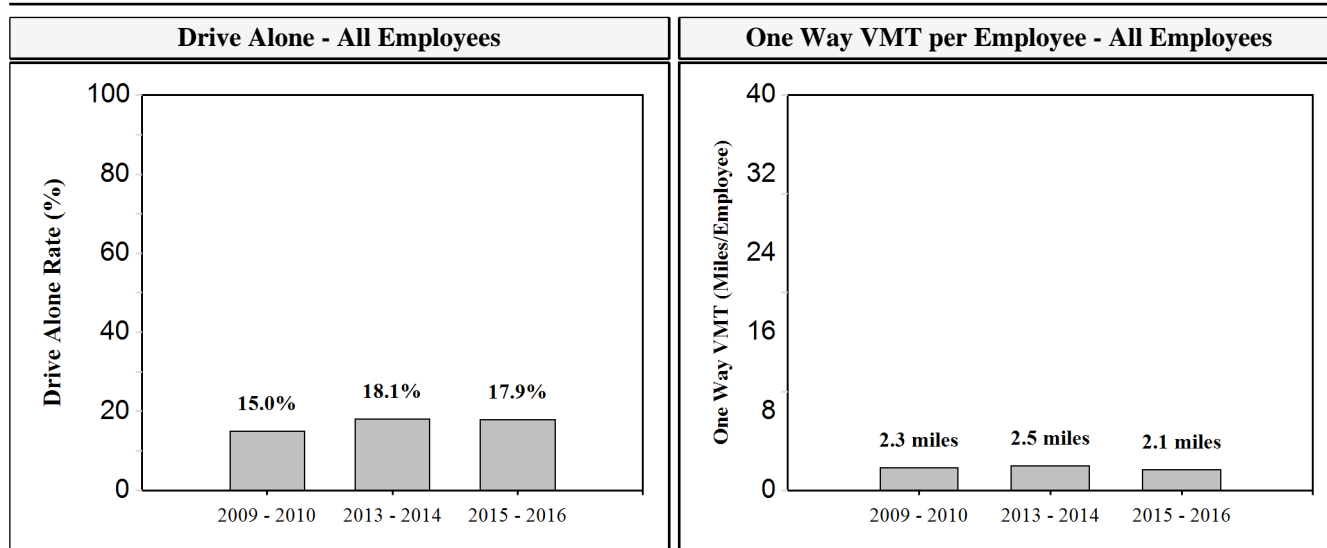 Drive Alone - All Employees
Drive Alone Rate (%)
100
80
60
40
20
0
15.0%
18.1%
17.9%
2009 - 2010
2013 - 2014
2015 - 2016
One Way VMT per Employee - All Employees
One Way VMT (Miles/Employee)
40
32
24
16
8
0
2.3 miles
2.5 miles
2.1 miles
2009 - 2010
2013 - 2014
2015 - 2016